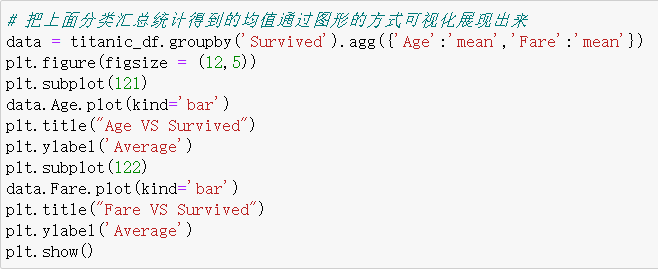 # 把上面分类汇总统计得到的均值通过图形的方式可视化展现出来
data = titanic_df.groupby('Survived').agg({'Age':'mean','Fare':'mean'})
plt.figure(figsize = (12,5))
plt.subplot(121)
data.Age.plot(kind='bar')
plt.title("Age VS Survived")
plt.ylabel('Average')
plt.subplot(122)
data.Fare.plot(kind='bar')
plt.title("Fare VS Survived")
plt.ylabel('Average')
plt.show()